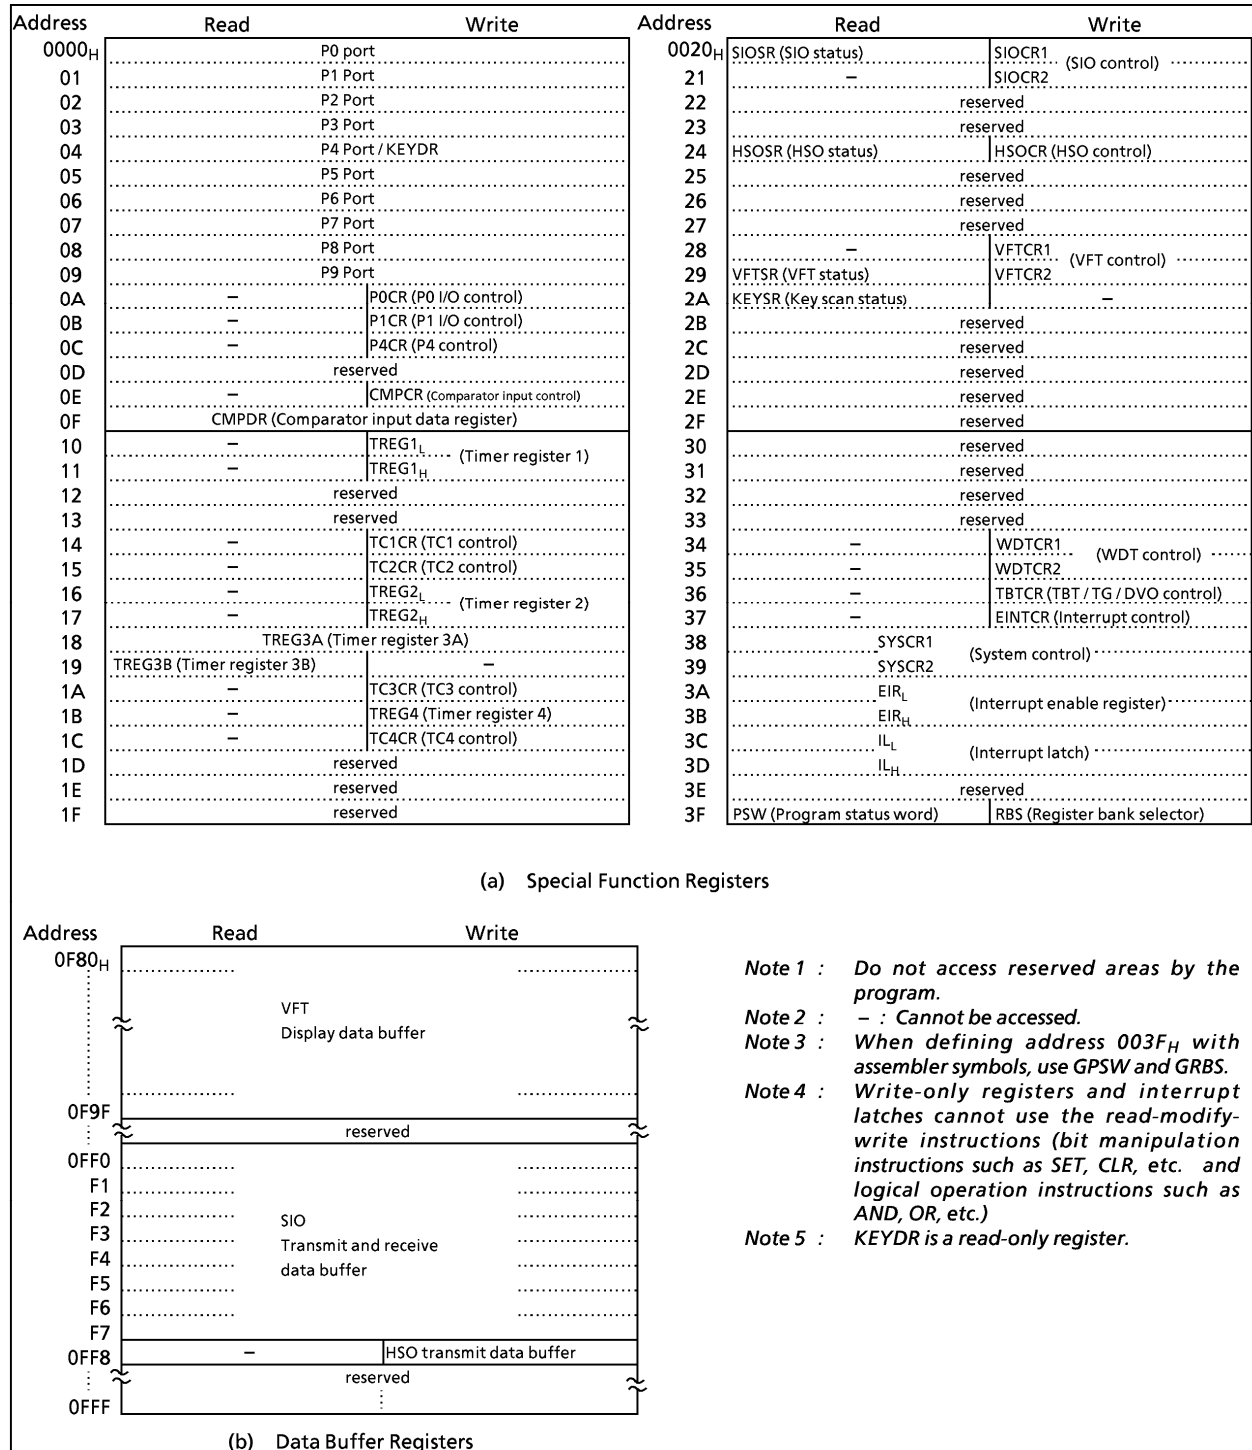 Address Read Write
0000H P0 port
01 P1 Port
02 P2 Port
03 P3 Port
04 P4 Port / KEYDR
05 P5 Port
06 P6 Port
07 P7 Port
08 P8 Port
09 P9 Port
0A – P0CR (P0 I/O control)
0B – P1CR (P1 I/O control)
0C – P4CR (P4 control)
0D reserved
0E – CMPCR (Comparator input control)
0F CMPDR (Comparator input data register)
10 – TREG1L
(Timer register 1)
11 – TREG1H
12 reserved
13 reserved
14 – TC1CR (TC1 control)
15 – TC2CR (TC2 control)
16 – TREG2L
(Timer register 2)
17 – TREG2H
18 TREG3A (Timer register 3A)
19 TREG3B (Timer register 3B) –
1A – TC3CR (TC3 control)
1B – TREG4 (Timer register 4)
1C – TC4CR (TC4 control)
1D reserved
1E reserved
1F reserved
Address Read Write
0020H SIOSR (SIO status) SIOCR1
(SIO control)
21 – SIOCR2
22 reserved
23 reserved
24 HSOSR (HSO status) HSOCR (HSO control)
25 reserved
26 reserved
27 reserved
28 – VFTCR1
(VFT control)
29 VFTSR (VFT status) VFTCR2
2A KEYSR (Key scan status) –
2B reserved
2C reserved
2D reserved
2E reserved
2F reserved
30 reserved
31 reserved
32 reserved
33 reserved
34 – WDTCR1
(WDT control)
35 – WDTCR2
36 – TBTCR (TBT / TG / DVO control)
37 – EINTCR (Interrupt control)
38 SYSCR1
(System control)
39 SYSCR2
3A EIRL
(Interrupt enable register)
3B EIRH
3C ILL
(Interrupt latch)
3D ILH
3E reserved
3F PSW (Program status word) RBS (Register bank selector)
(a) Special Function Registers
Address Read Write
0F80H
VFT
Display data buffer
0F9F
reserved
0FF0
F1
F2
F3 SIO
Transmit and receive
F4
data buffer
F5
F6
F7
0FF8 – HSO transmit data buffer
reserved
0FFF
(b) Data Buffer Registers
Note 1 : Do not access reserved areas by the
program.
Note 2 : – : Cannot be accessed.
Note 3 : When defining address 003FH with
assembler symbols, use GPSW and GRBS.
Note 4 : Write-only registers and interrupt
latches cannot use the read-modify-
write instructions (bit manipulation
instructions such as SET, CLR, etc. and
logical operation instructions such as
AND, OR, etc.)
Note 5 : KEYDR is a read-only register.